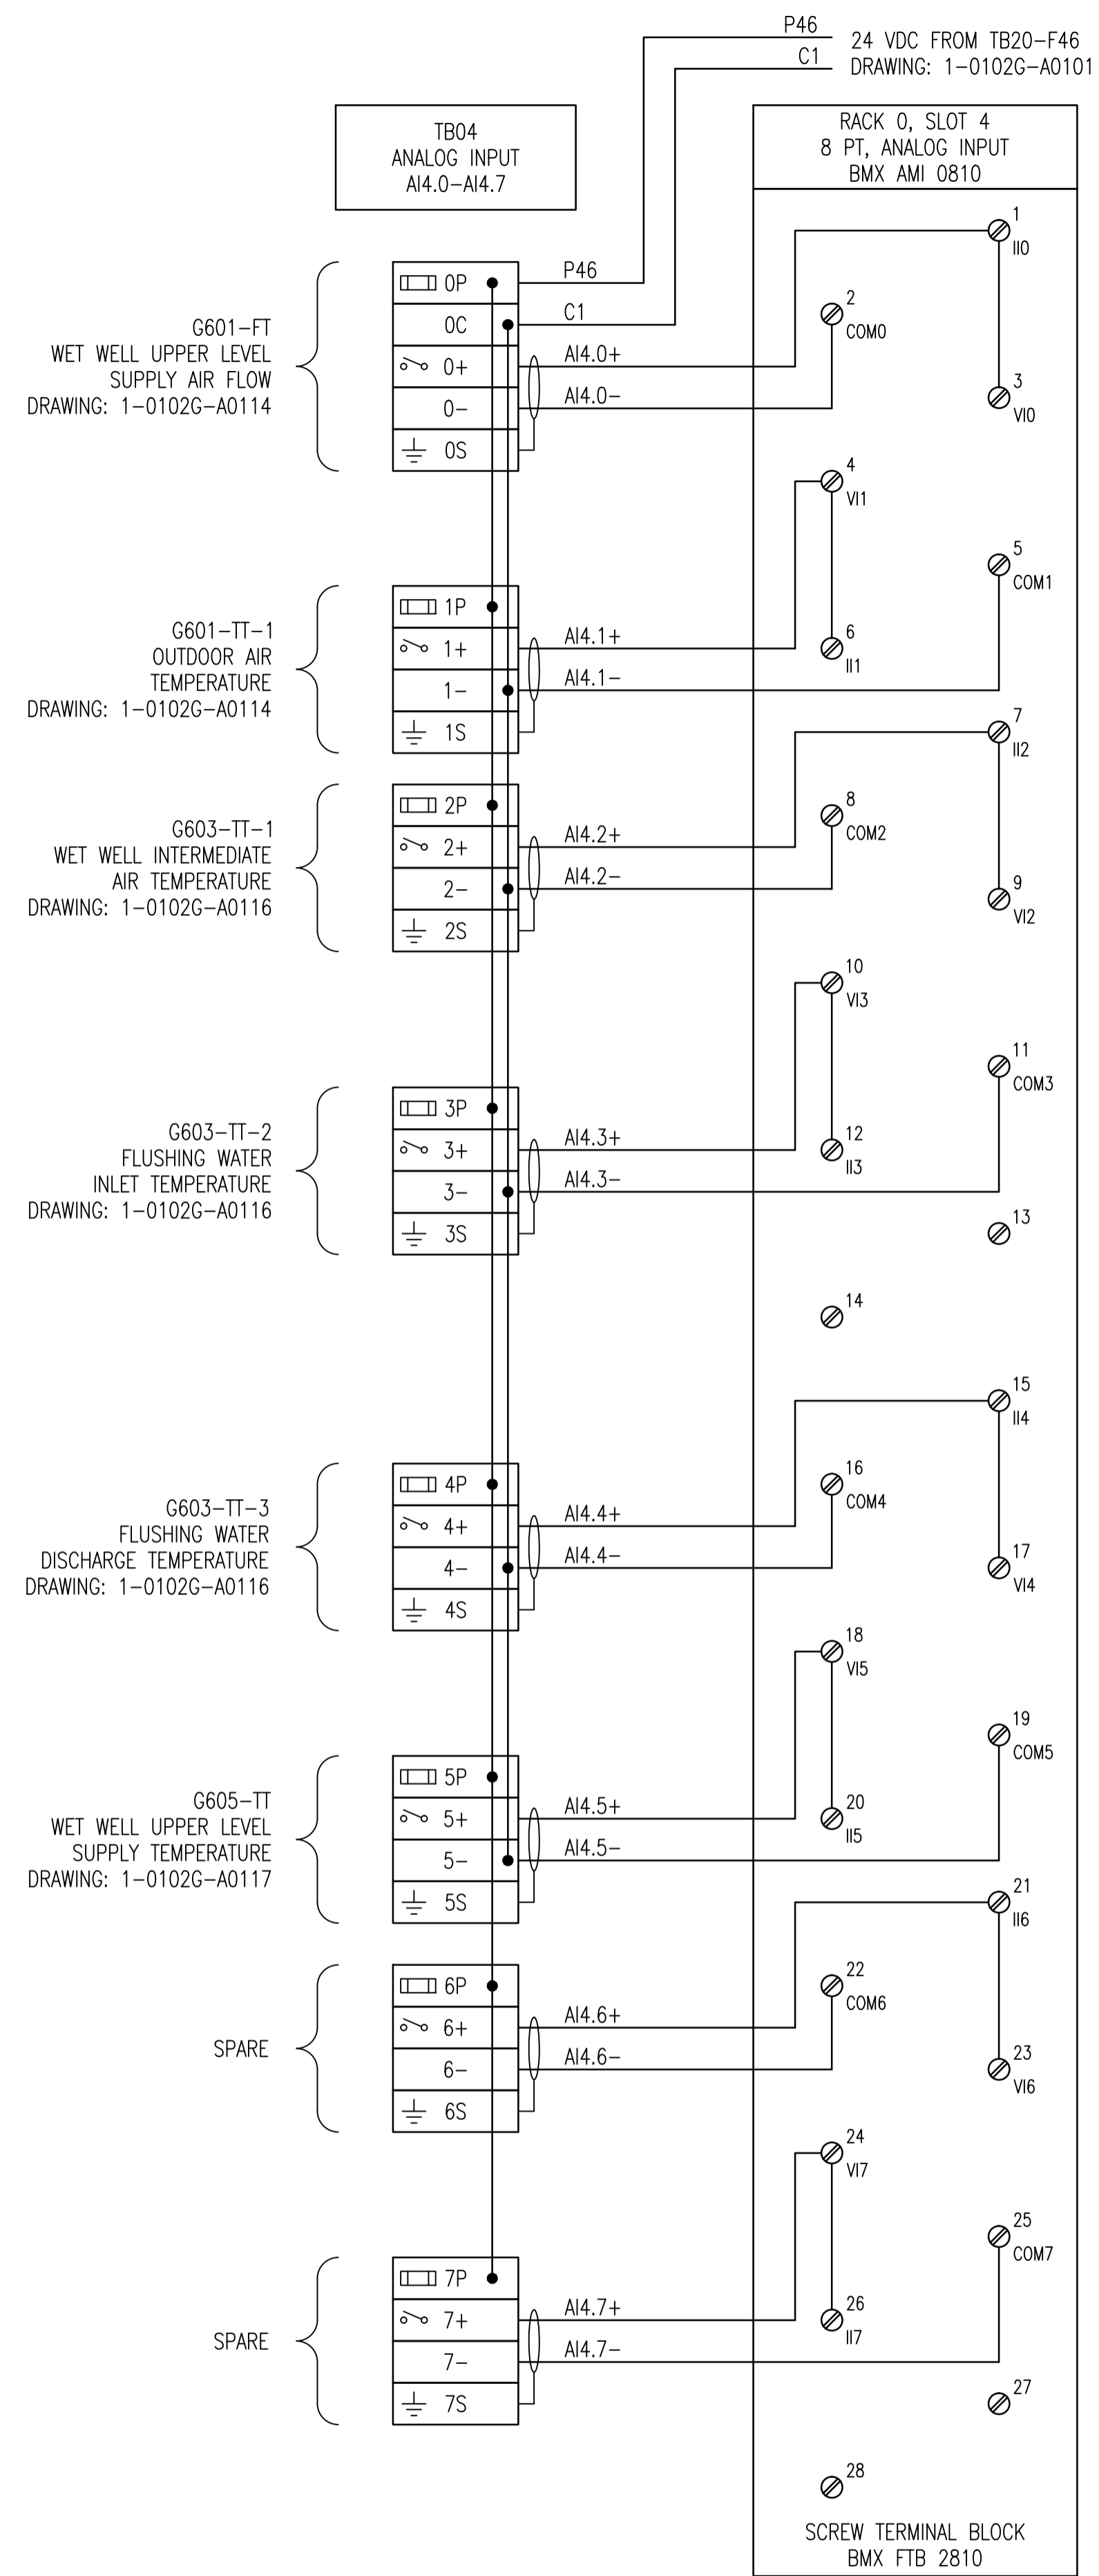 P46
C1
24 VDC FROM TB20-F46
DRAWING: 1-0102G-A0101
TB04
ANALOG INPUT
AI4.0-AI4.7
RACK 0, SLOT 4
8 PT, ANALOG INPUT
BMX AMI 0810
G601-FT
WET WELL UPPER LEVEL
SUPPLY AIR FLOW
DRAWING: 1-0102G-A0114
0P
0C
0+
0-
0S
P46
C1
AI4.0+
AI4.0-
1
II0
2
COM0
3
VI0
G601-TT-1
OUTDOOR AIR
TEMPERATURE
DRAWING: 1-0102G-A0114
1P
1+
1-
1S
AI4.1+
AI4.1-
4
VI1
5
COM1
6
II1
G603-TT-1
WET WELL INTERMEDIATE
AIR TEMPERATURE
DRAWING: 1-0102G-A0116
2P
2+
2-
2S
AI4.2+
AI4.2-
7
II2
8
COM2
9
VI2
G603-TT-2
FLUSHING WATER
INLET TEMPERATURE
DRAWING: 1-0102G-A0116
3P
3+
3-
3S
AI4.3+
AI4.3-
10
VI3
11
COM3
12
II3
13
14
G603-TT-3
FLUSHING WATER
DISCHARGE TEMPERATURE
DRAWING: 1-0102G-A0116
4P
4+
4-
4S
AI4.4+
AI4.4-
15
II4
16
COM4
17
VI4
G605-TT
WET WELL UPPER LEVEL
SUPPLY TEMPERATURE
DRAWING: 1-0102G-A0117
5P
5+
5-
5S
AI4.5+
AI4.5-
18
VI5
19
COM5
20
II5
SPARE
6P
6+
6-
6S
AI4.6+
AI4.6-
21
II6
22
COM6
23
VI6
SPARE
7P
7+
7-
7S
AI4.7+
AI4.7-
24
VI7
25
COM7
26
II7
27
28
SCREW TERMINAL BLOCK
BMX FTB 2810